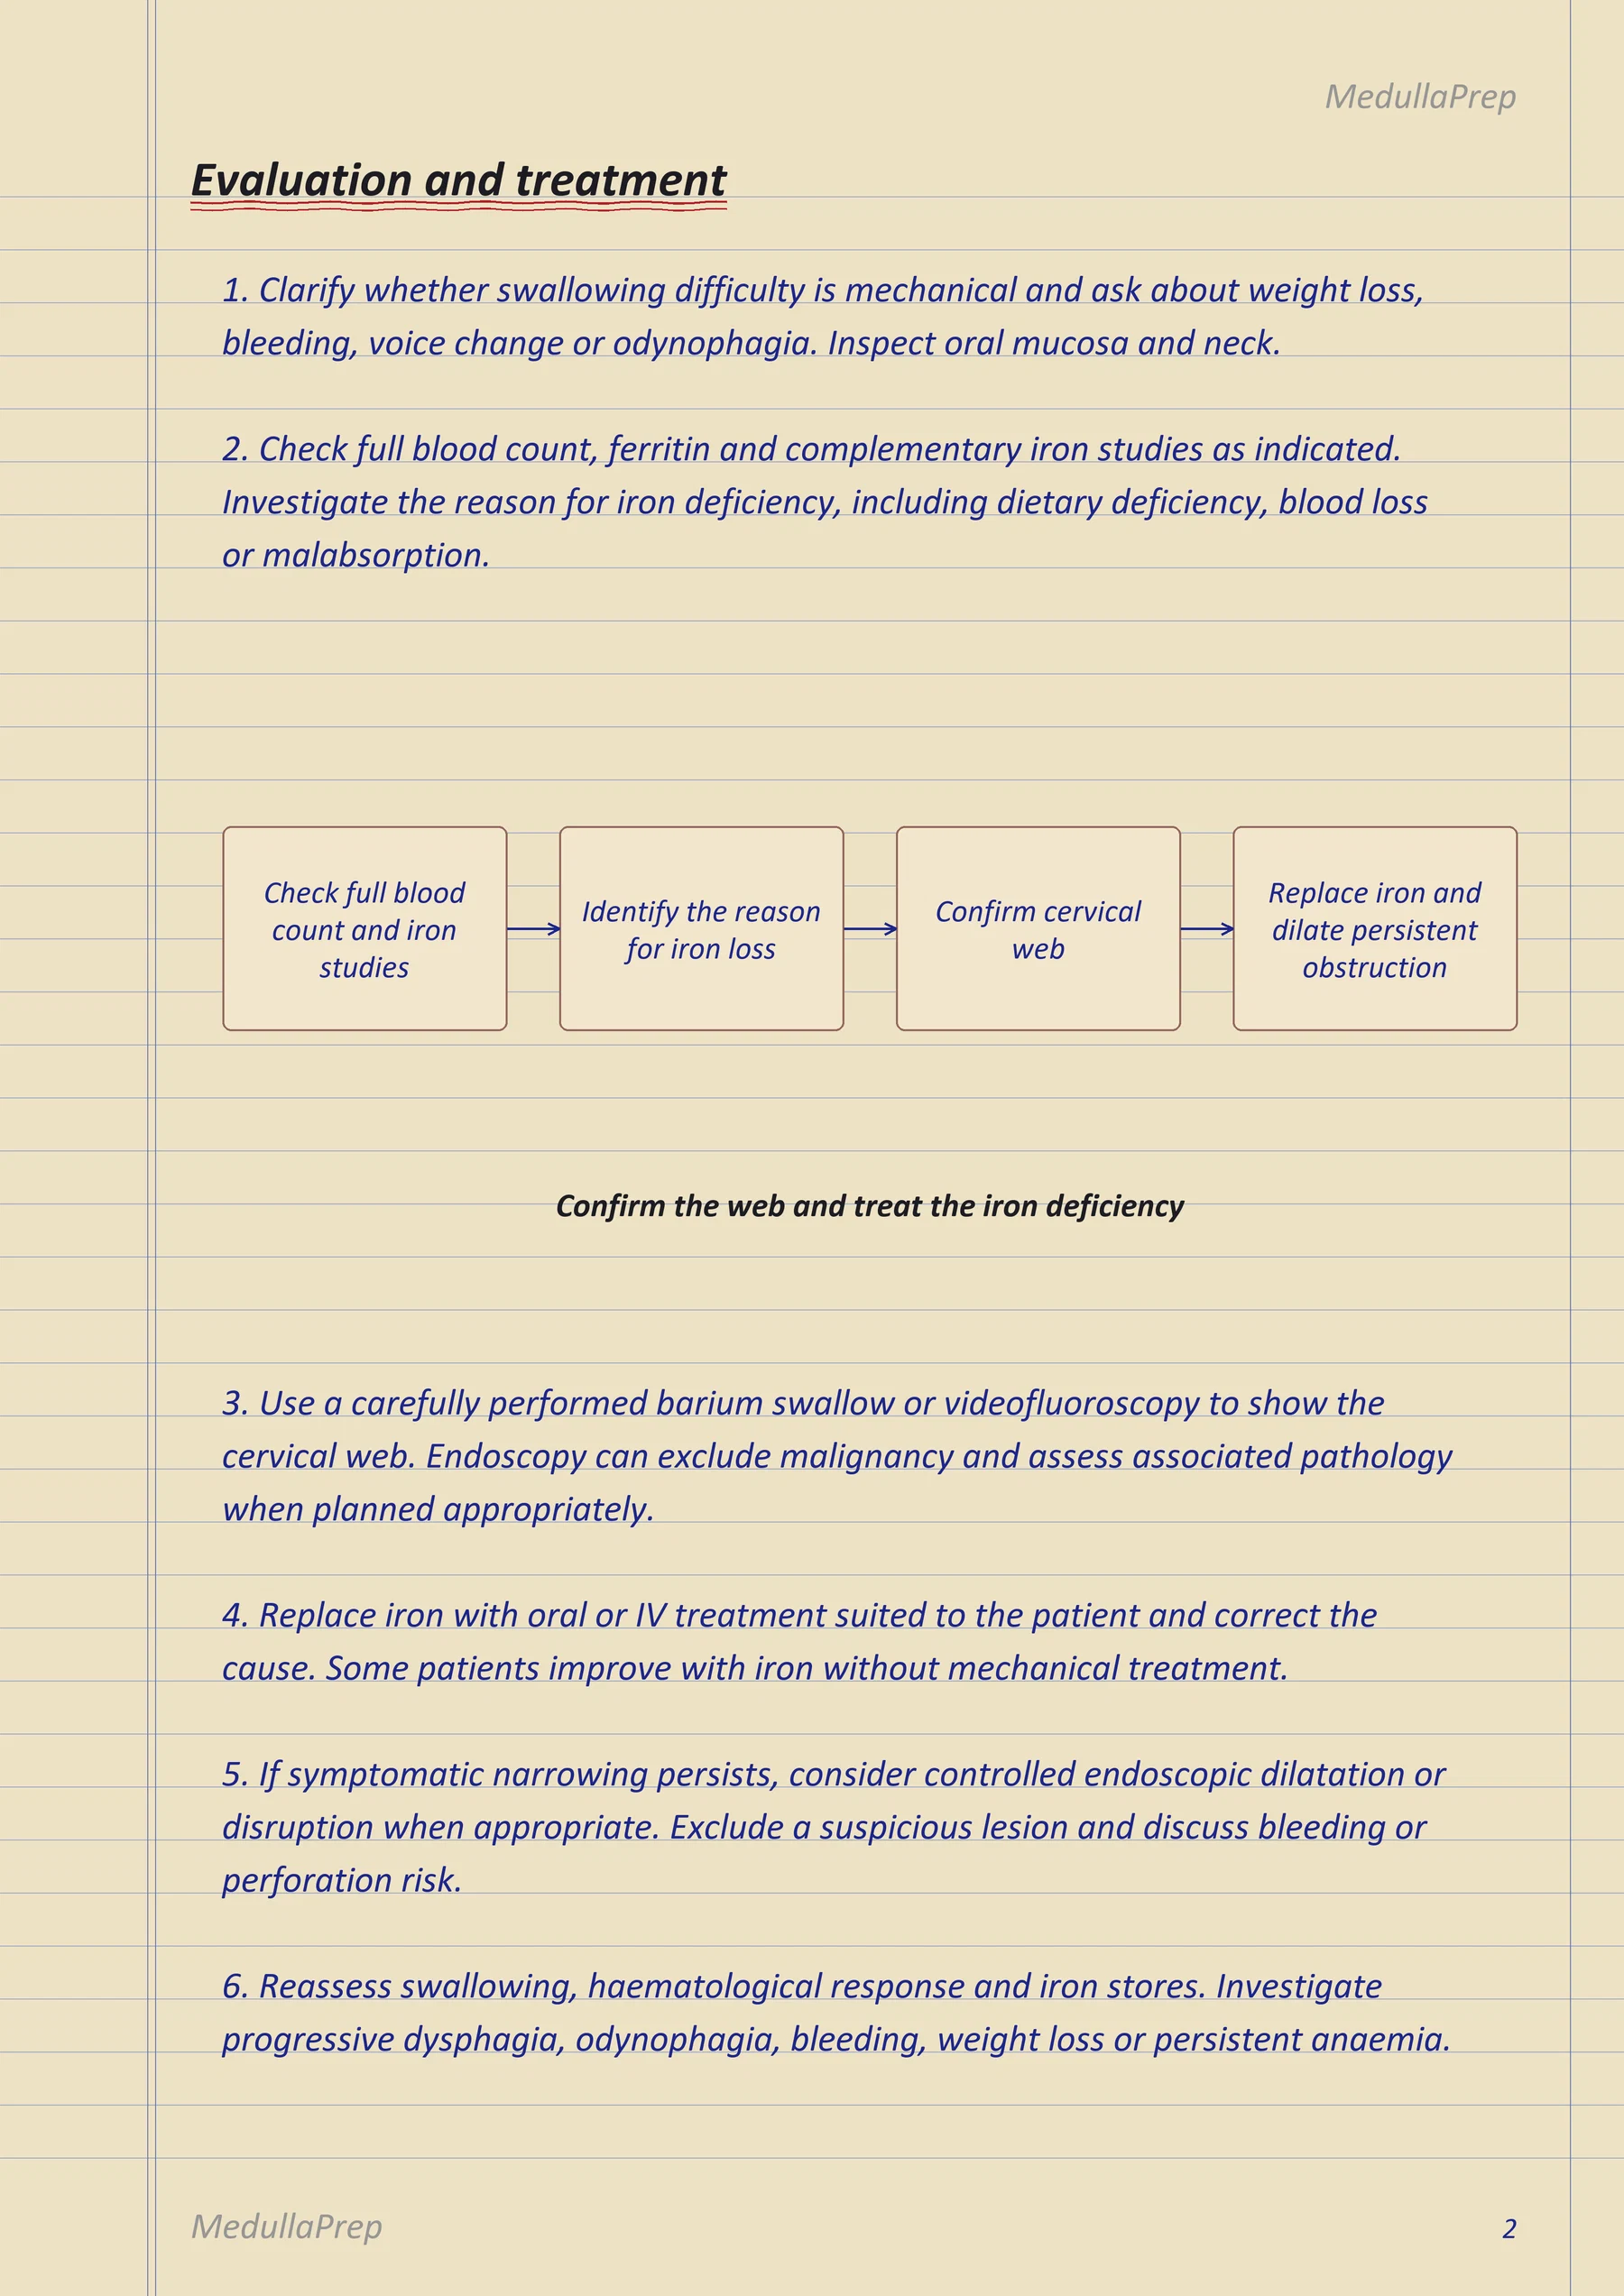 MedullaPrep
Evaluation and treatment
1. Clarify whether swallowing difficulty is mechanical and ask about weight loss,
bleeding, voice change or odynophagia. Inspect oral mucosa and neck.
2. Check full blood count, ferritin and complementary iron studies as indicated.
Investigate the reason for iron deficiency, including dietary deficiency, blood loss
or malabsorption.
Check full blood
count and iron
studies
Identify the reason
for iron loss
Confirm cervical
web
Replace iron and
dilate persistent
obstruction
Confirm the web and treat the iron deficiency
3. Use a carefully performed barium swallow or videofluoroscopy to show the
cervical web. Endoscopy can exclude malignancy and assess associated pathology
when planned appropriately.
4. Replace iron with oral or IV treatment suited to the patient and correct the
cause. Some patients improve with iron without mechanical treatment.
5. If symptomatic narrowing persists, consider controlled endoscopic dilatation or
disruption when appropriate. Exclude a suspicious lesion and discuss bleeding or
perforation risk.
6. Reassess swallowing, haematological response and iron stores. Investigate
progressive dysphagia, odynophagia, bleeding, weight loss or persistent anaemia.
MedullaPrep
2